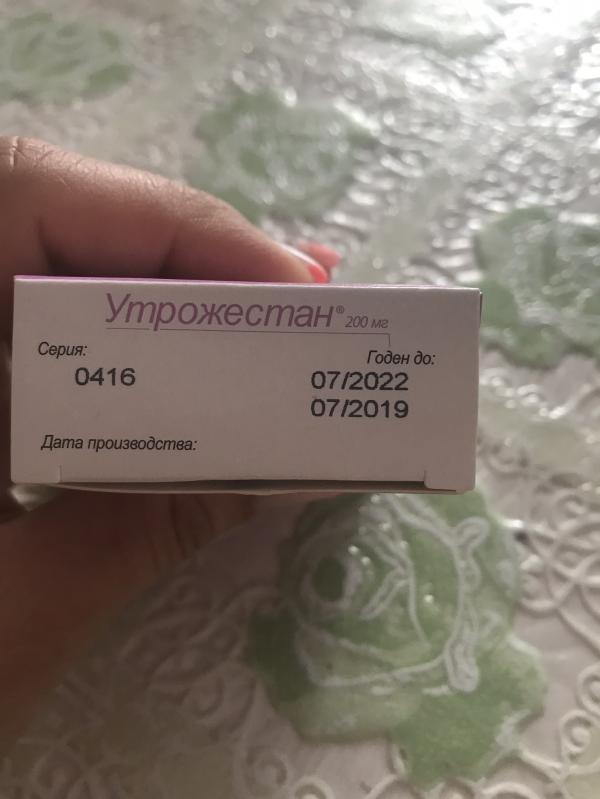 Утрожестан® 200 мг
Серия: Годен до:
0416 07/2022
07/2019
Дата производства: